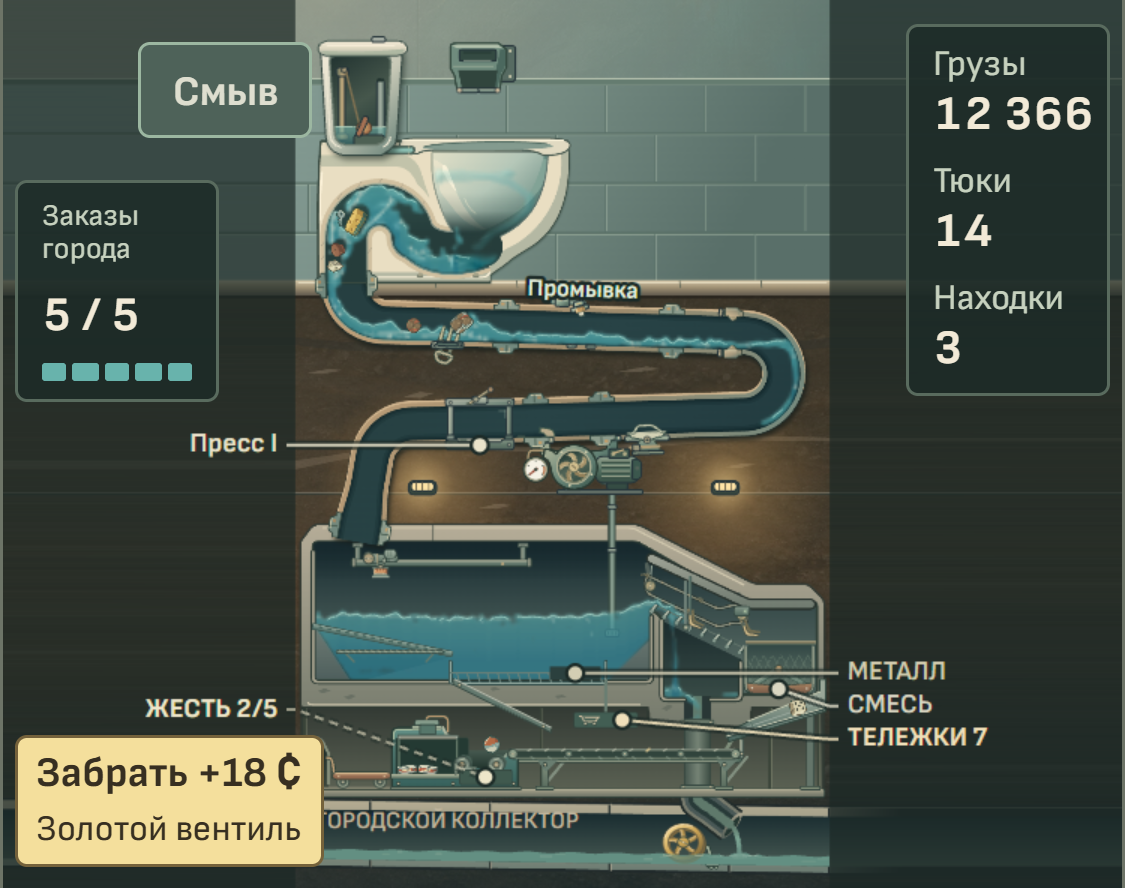 Смыв
Грузы
12 366
Тюки
14
Находки
3
Заказы
города
5 / 5
Промывка
Пресс I
МЕТАЛЛ
СМЕСЬ
ТЕЛЕЖКИ 7
ЖЕСТЬ 2/5
Забрать +18 ₵
Золотой вентиль
ГОРОДСКОЙ КОЛЛЕКТОР